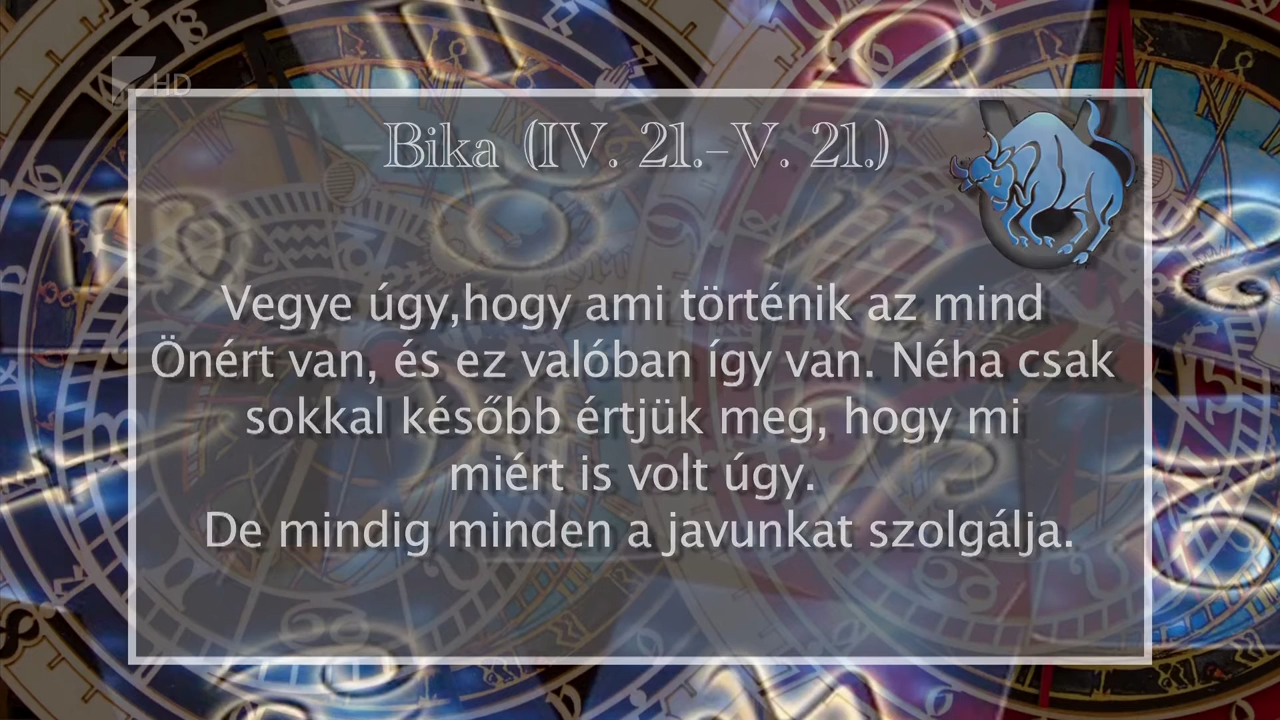 HD
Bika (IV. 21.-V. 21.)
Vegye úgy,hogy ami történik az mind
Önért van, és ez valóban így van. Néha csak
sokkal később értjük meg, hogy mi
miért is volt úgy.
De mindig minden a javunkat szolgálja.